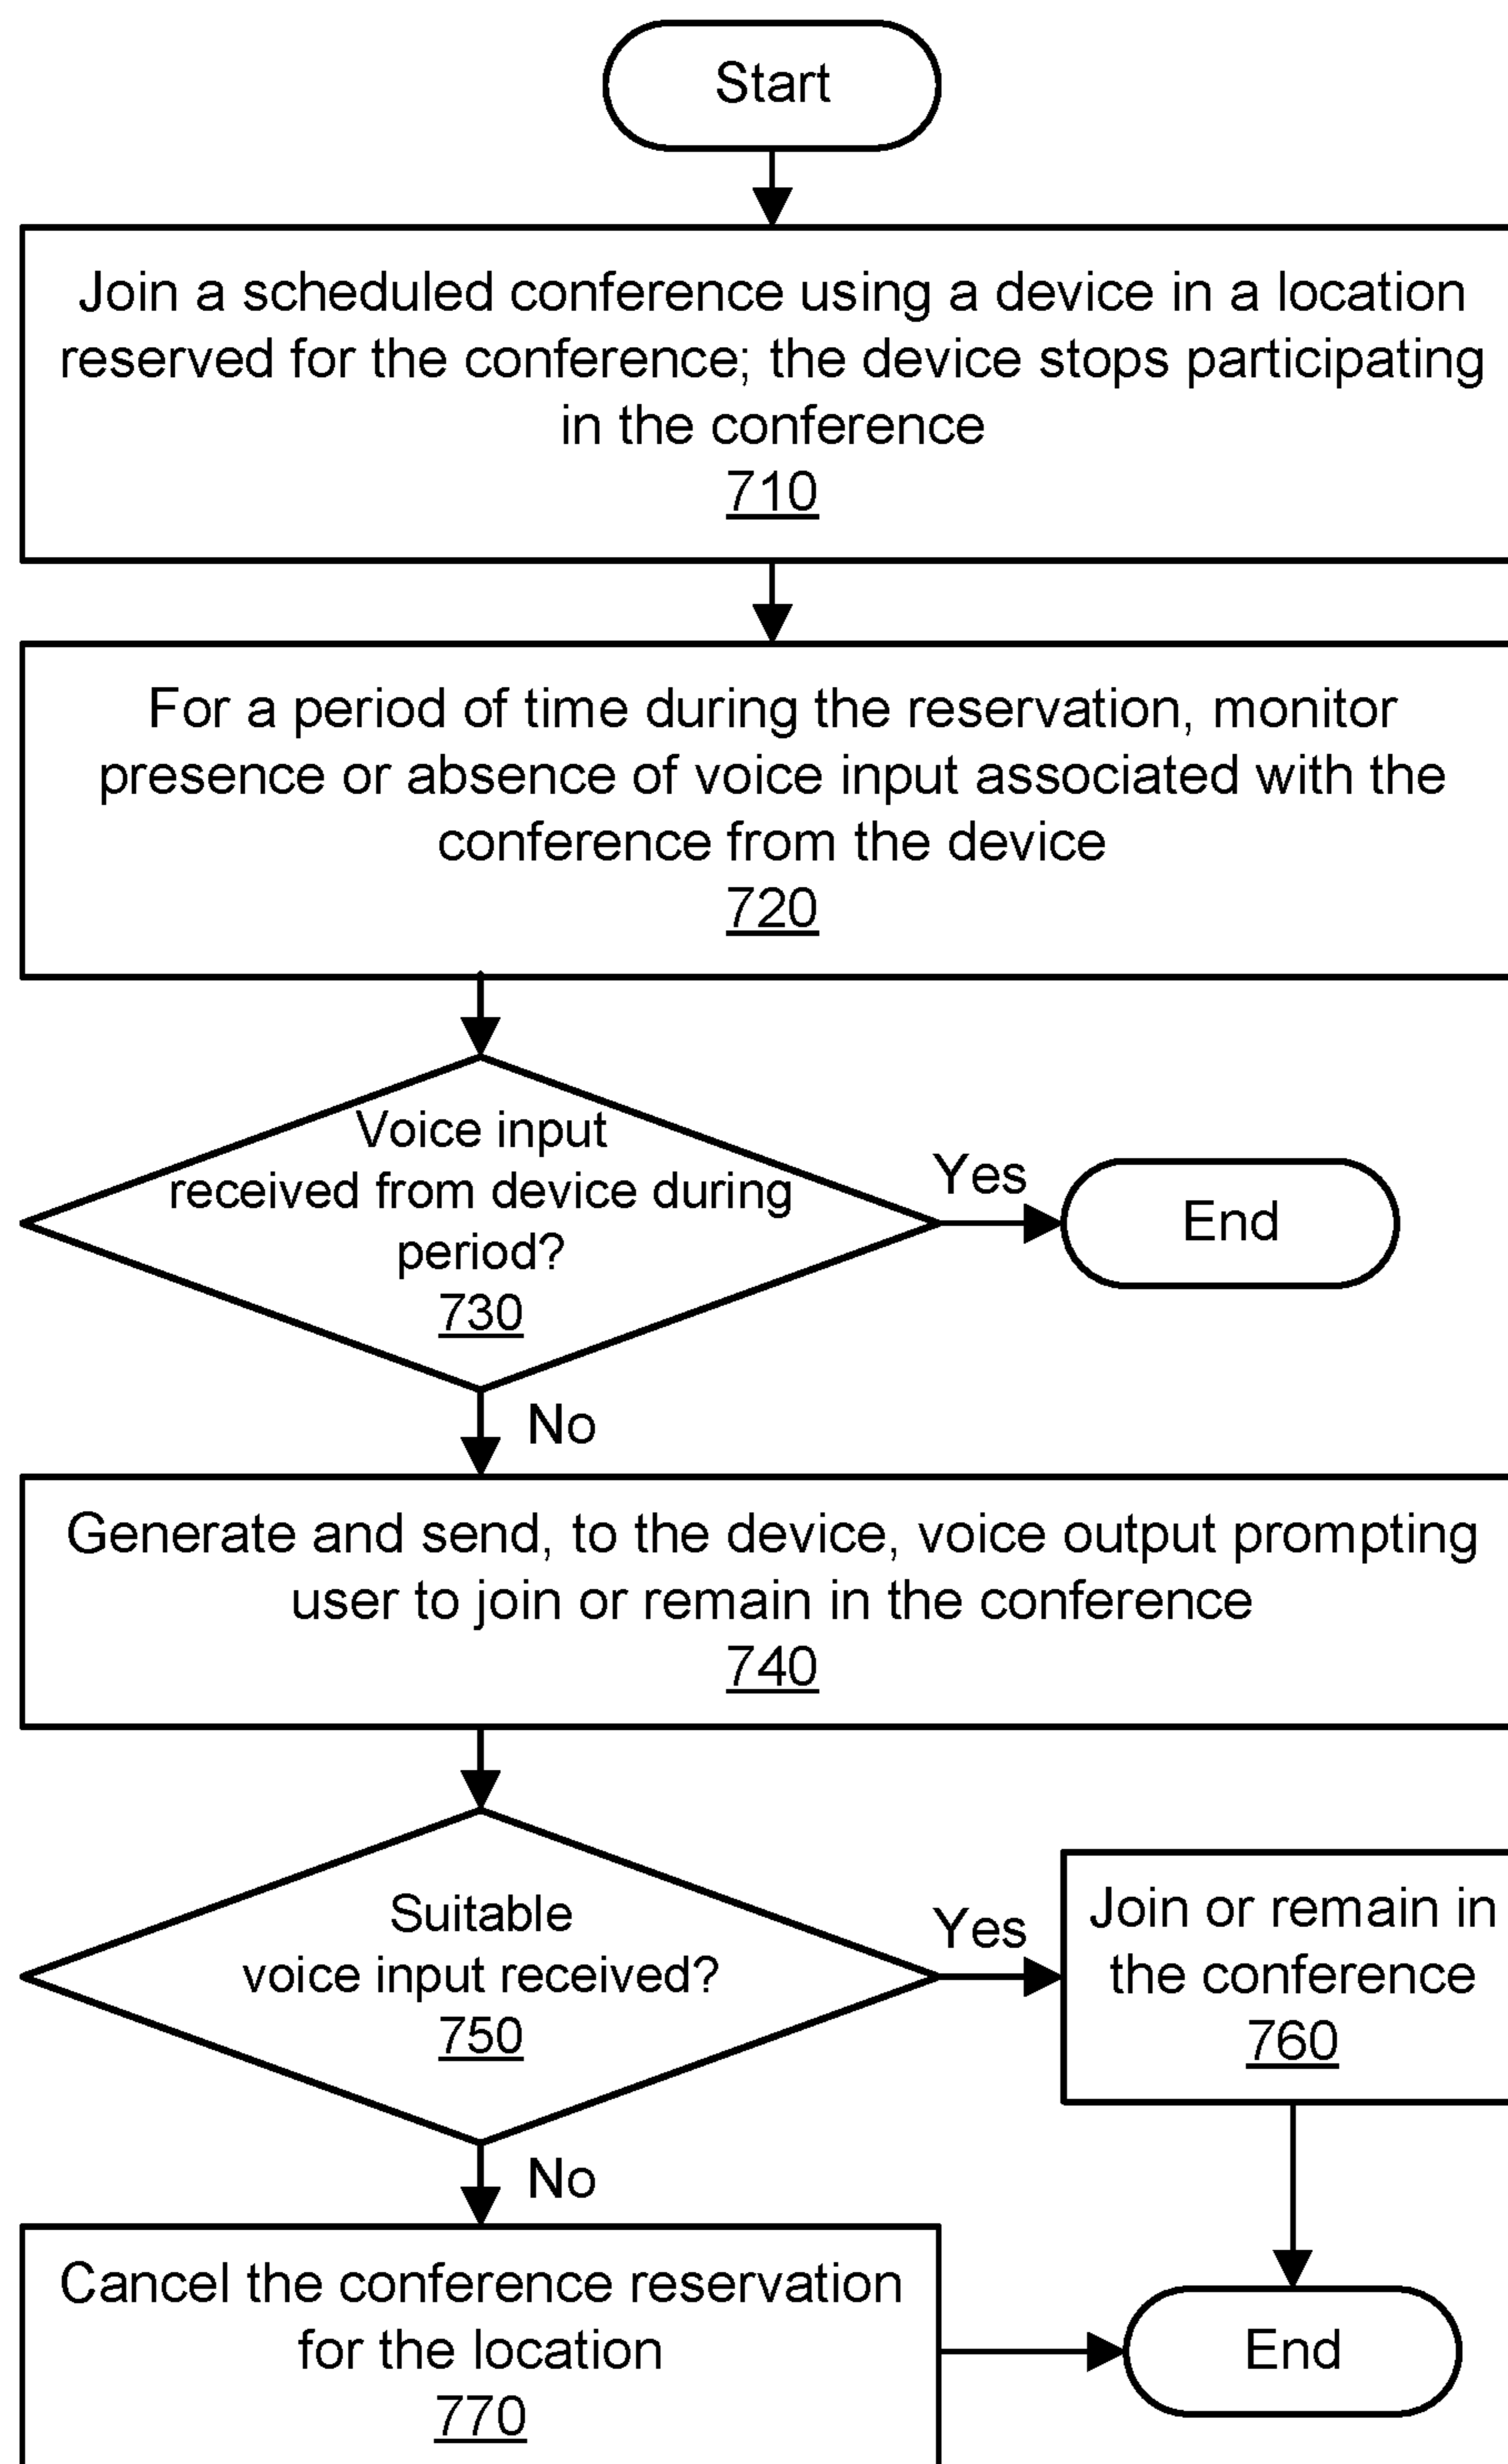 Start
Join a scheduled conference using a device in a location
reserved for the conference; the device stops participating
in the conference
710
For a period of time during the reservation, monitor
presence or absence of voice input associated with the
conference from the device
720
Voice input
received from device during
period?
730
Yes
End
No
Generate and send, to the device, voice output prompting
user to join or remain in the conference
740
Suitable
voice input received?
750
Yes
Join or remain in
the conference
760
No
Cancel the conference reservation
for the location
770
End